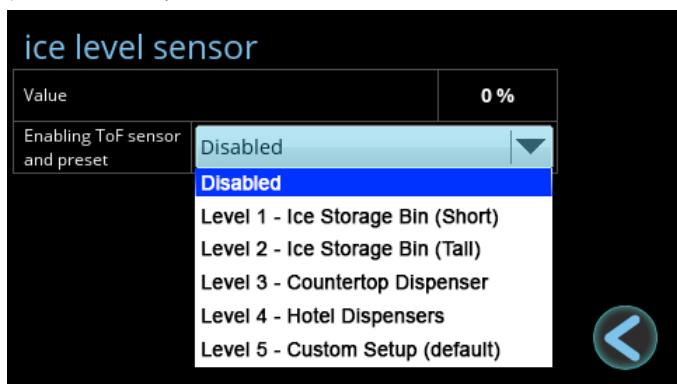 ice level sensor
Value
0 %
Enabling ToF sensor
and preset
Disabled
Disabled
Level 1 - Ice Storage Bin (Short)
Level 2 - Ice Storage Bin (Tall)
Level 3 - Countertop Dispenser
Level 4 - Hotel Dispensers
Level 5 - Custom Setup (default)